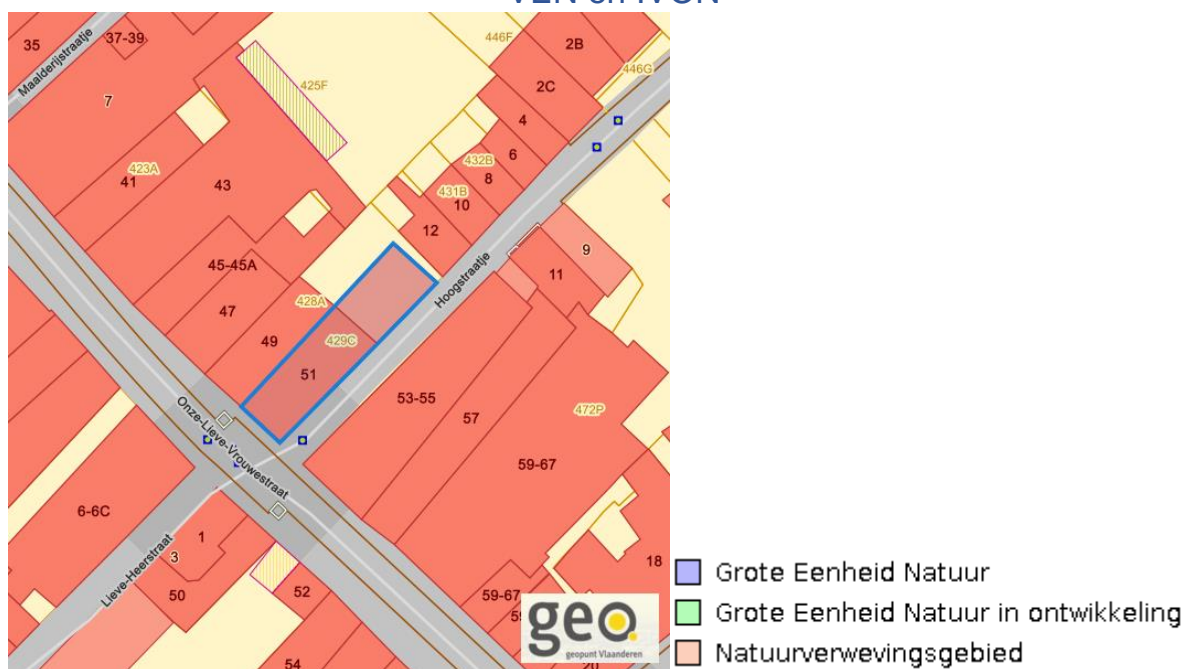 VEN en IVON
35
37-39
Maalderijstraatje
7
446F
2B
446G
425F
2C
4
6
432B
8
423A
41
43
431B
10
12
9
11
45-45A
Hoogstraatje
428A
47
49
429C
51
53-55
57
472P
Onze-Lieve-Vrouwestraat
59-67
6-6C
1
3
Lieve-Heerstraat
50
52
59-67
18
54
20
geo
geopunt Vlaanderen
Grote Eenheid Natuur
Grote Eenheid Natuur in ontwikkeling
Natuurverwevingsgebied